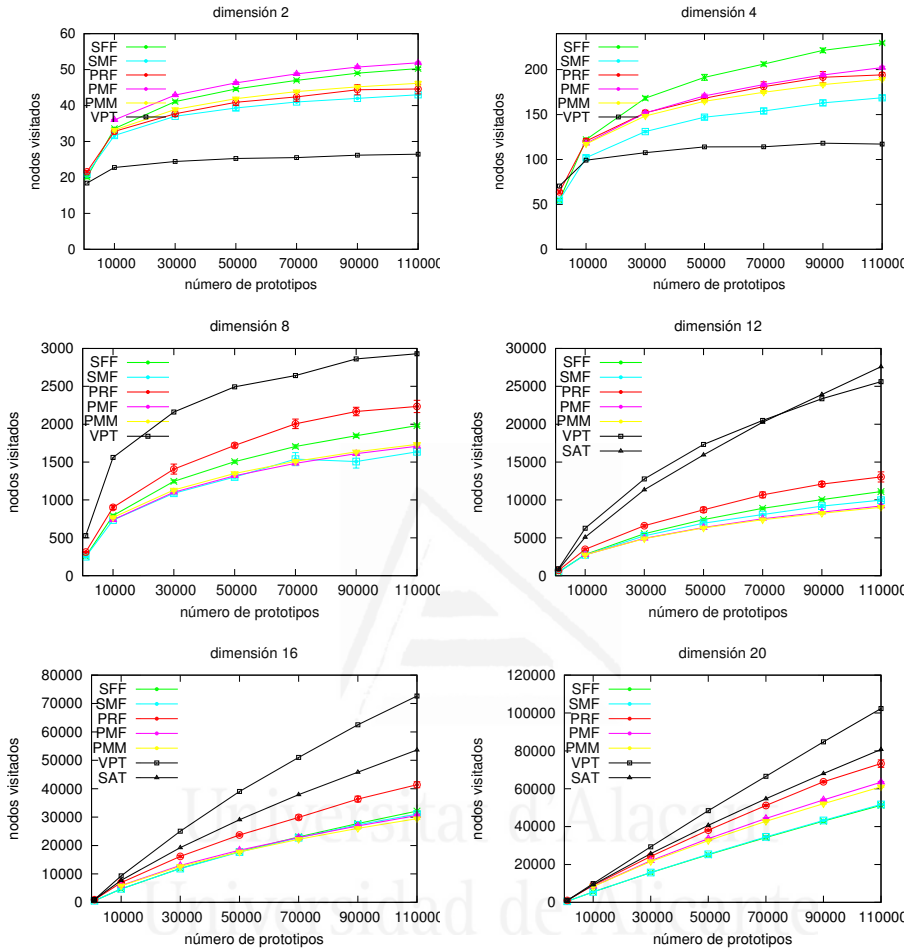 dimensión 2
60
50
40
30
20
10
0
nodos visitados
SFF
SMF
PRF
PMF
PMM
VPT
10000 30000 50000 70000 90000 110000
número de prototipos
dimensión 4
200
150
100
50
0
nodos visitados
SFF
SMF
PRF
PMF
PMM
VPT
10000 30000 50000 70000 90000 110000
número de prototipos
dimensión 8
3000
2500
2000
1500
1000
500
0
nodos visitados
SFF
SMF
PRF
PMF
PMM
VPT
10000 30000 50000 70000 90000 110000
número de prototipos
dimensión 12
30000
25000
20000
15000
10000
5000
0
nodos visitados
SFF
SMF
PRF
PMF
PMM
VPT
SAT
10000 30000 50000 70000 90000 110000
número de prototipos
dimensión 16
80000
70000
60000
50000
40000
30000
20000
10000
0
nodos visitados
SFF
SMF
PRF
PMF
PMM
VPT
SAT
10000 30000 50000 70000 90000 110000
número de prototipos
dimensión 20
120000
100000
80000
60000
40000
20000
0
nodos visitados
SFF
SMF
PRF
PMF
PMM
VPT
SAT
10000 30000 50000 70000 90000 110000
número de prototipos
Universitat d'Alacant
Universidad de Alicante